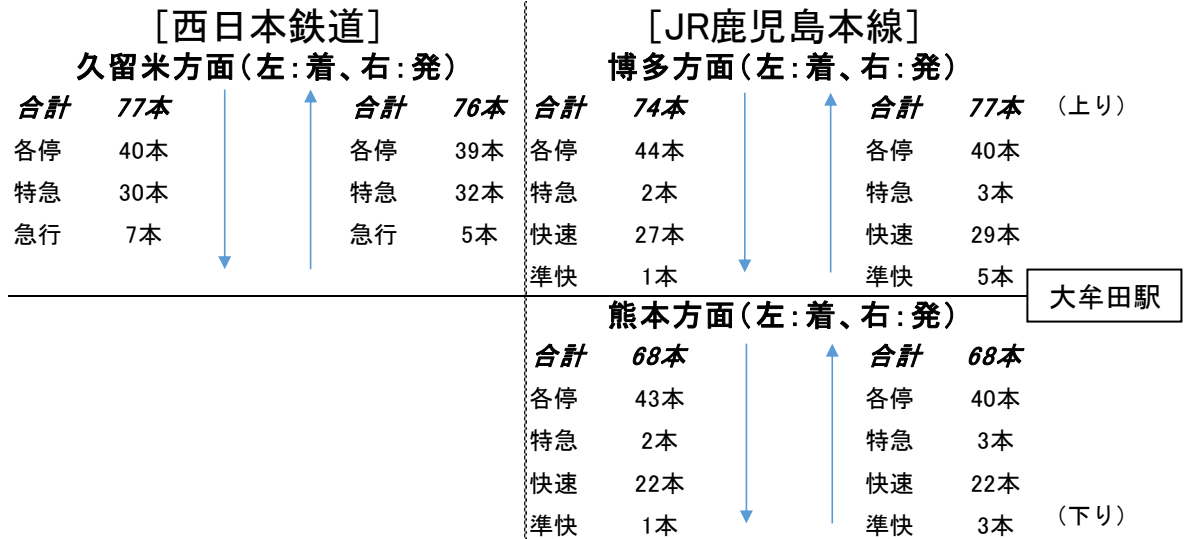 [西日本鉄道] [JR鹿児島本線]
久留米方面(左:着、右:発) 博多方面(左:着、右:発)
合計 77本 合計 76本 合計 74本 合計 77本 (上り)
各停 40本 各停 39本 各停 44本 各停 40本
特急 30本 特急 32本 特急 2本 特急 3本
急行 7本 急行 5本 快速 27本 快速 29本
準快 1本 準快 5本
大牟田駅
熊本方面(左:着、右:発)
合計 68本 合計 68本
各停 43本 各停 40本
特急 2本 特急 3本
快速 22本 快速 22本
準快 1本 準快 3本 (下り)